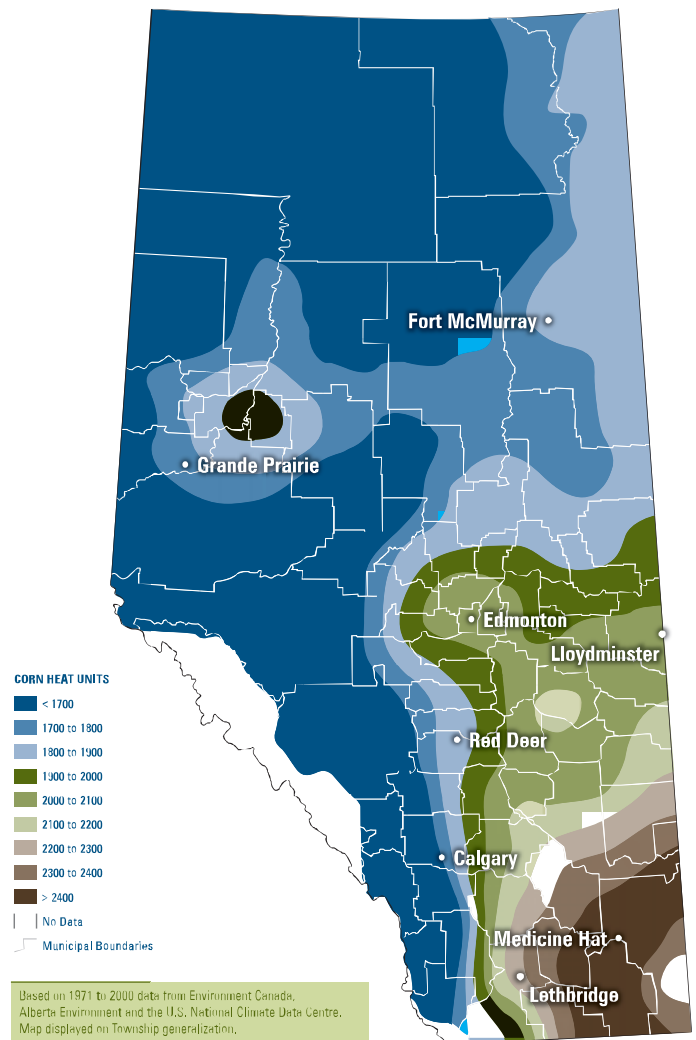 Fort McMurray
Grande Prairie
Edmonton
Lloydminster
CORN HEAT UNITS
< 1700
1700 to 1800
1800 to 1900
1900 to 2000
2000 to 2100
2100 to 2200
2200 to 2300
2300 to 2400
> 2400
No Data
Municipal Boundaries
Red Deer
Calgary
Medicine Hat
Lethbridge
Based on 1971 to 2000 data from Environment Canada,
Alberta Environment and the U.S. National Climate Data Centre.
Map displayed on Township generalization.